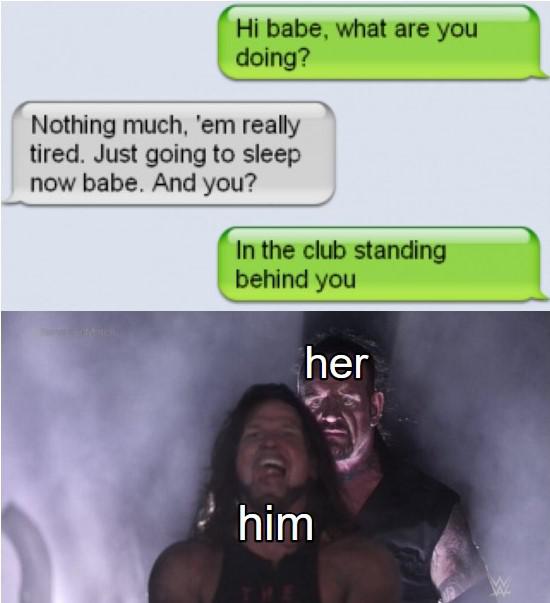 Hi babe, what are you
doing?
Nothing much, 'em really
tired. Just going to sleep
now babe. And you?
In the club standing
behind you
her
him
THE
W